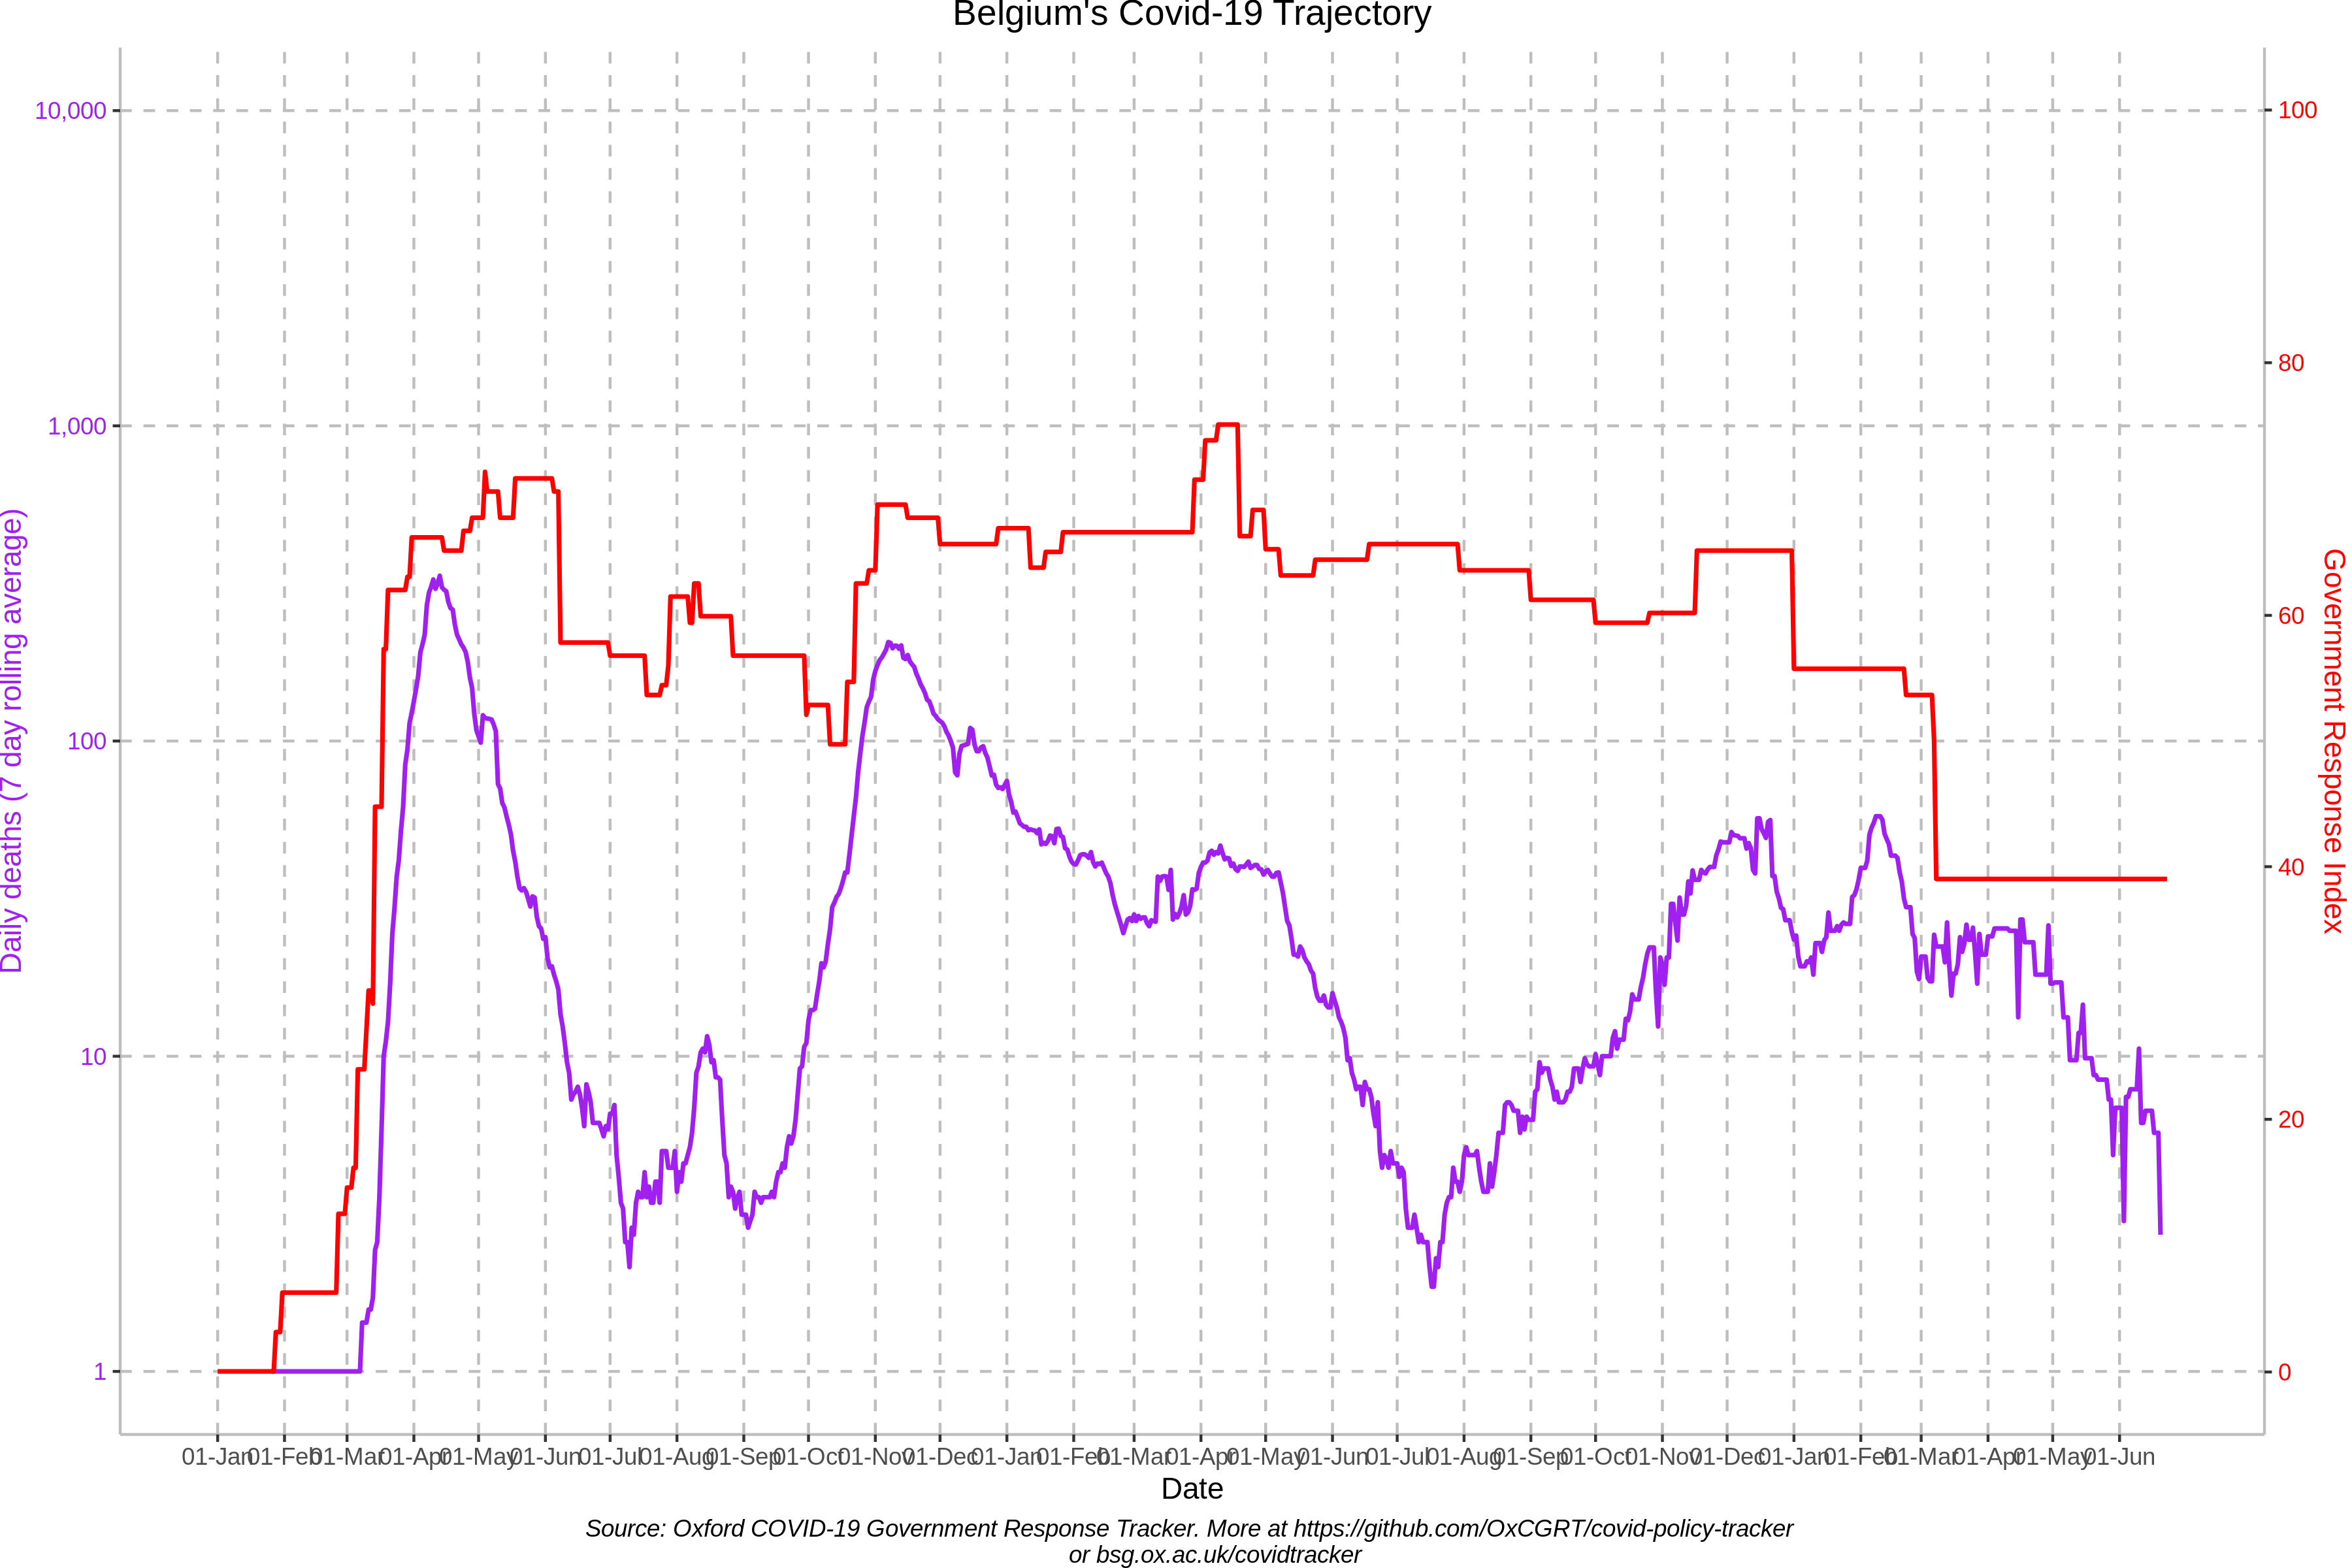 Belgium's Covid-19 Trajectory
10,000
1,000
100
10
1
Daily deaths (7 day rolling average)
100
80
60
40
20
0
Government Response Index
01-Jan 01-Feb 01-Mar 01-Apr 01-May 01-Jun 01-Jul 01-Aug 01-Sep 01-Oct 01-Nov 01-Dec 01-Jan 01-Feb 01-Mar 01-Apr 01-May 01-Jun 01-Jul 01-Aug 01-Sep 01-Oct 01-Nov 01-Dec 01-Jan 01-Feb 01-Mar 01-Apr 01-May 01-Jun
Date
Source: Oxford COVID-19 Government Response Tracker. More at https://github.com/OxCGRT/covid-policy-tracker
or bsg.ox.ac.uk/covidtracker